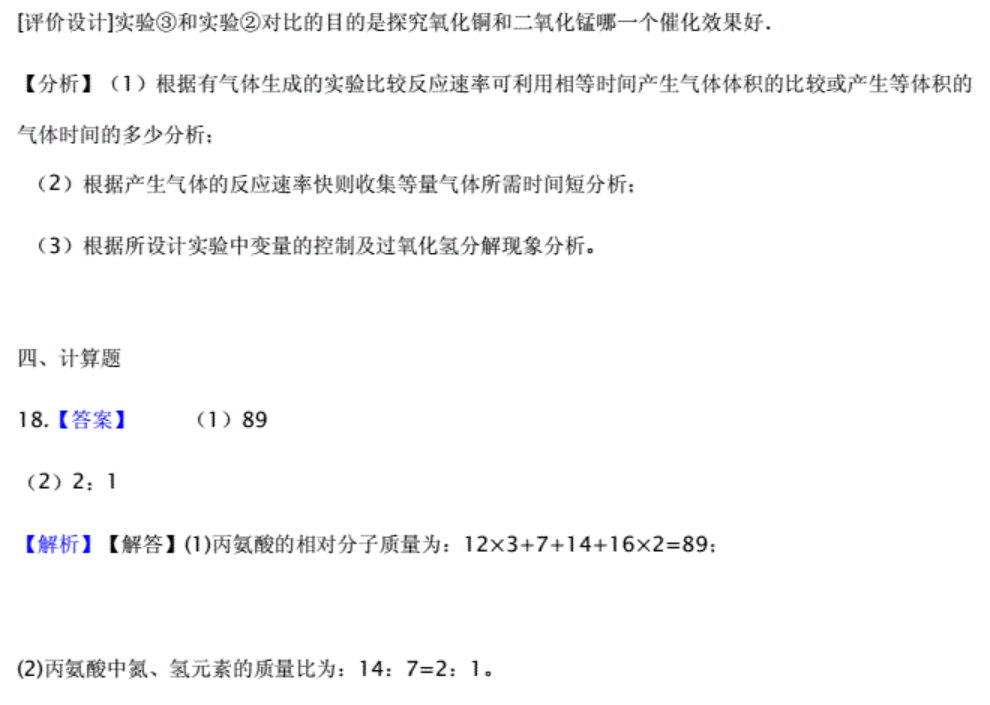 [评价设计]实验③和实验②对比的目的是探究氧化铜和二氧化锰哪一个催化效果好．
【分析】（1）根据有气体生成的实验比较反应速率可利用相等时间产生气体体积的比较或产生等体积的
气体时间的多少分析；
（2）根据产生气体的反应速率快则收集等量气体所需时间短分析；
（3）根据所设计实验中变量的控制及过氧化氢分解现象分析。
四、计算题
18.【答案】 （1）89
（2）2：1
【解析】【解答】(1)丙氨酸的相对分子质量为：12×3+7+14+16×2=89；
(2)丙氨酸中氮、氢元素的质量比为：14：7=2：1。